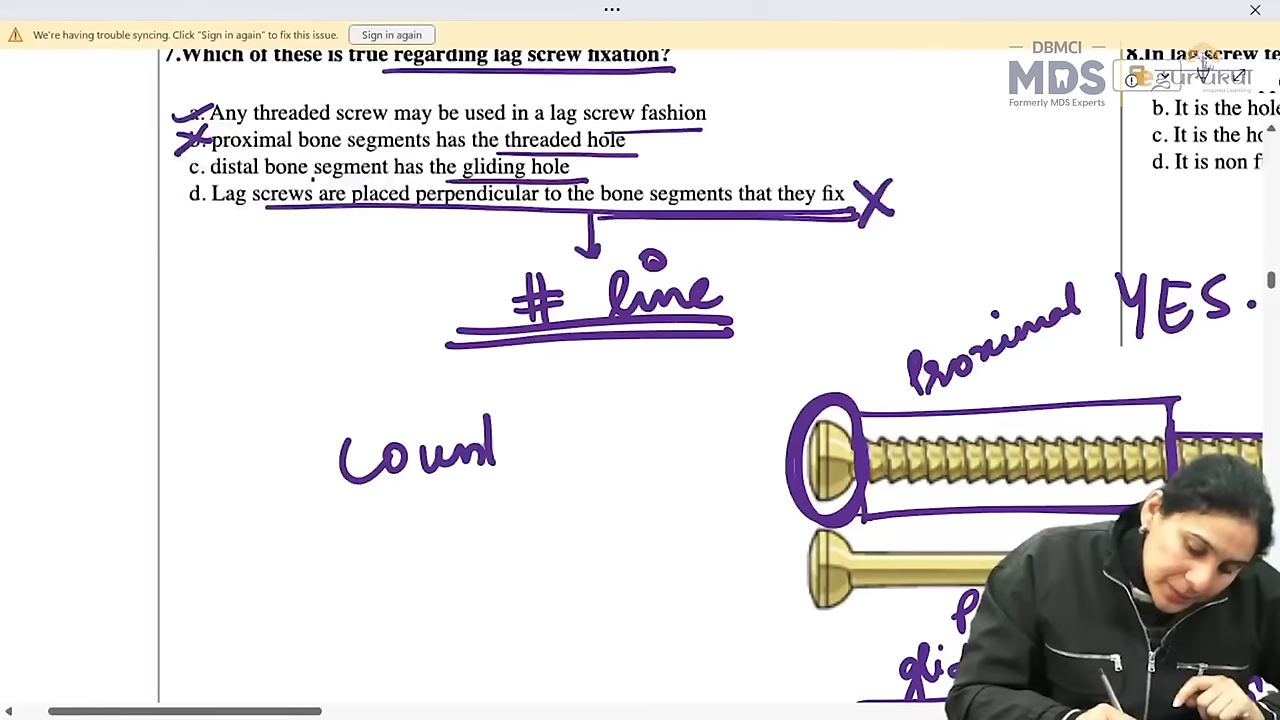 ...
We're having trouble syncing. Click "Sign in again" to fix this issue. Sign in again
7.Which of these is true regarding lag screw fixation?
a. Any threaded screw may be used in a lag screw fashion
b. proximal bone segments has the threaded hole
c. distal bone segment has the gliding hole
d. Lag screws are placed perpendicular to the bone segments that they fix
# line
Proximal YES.
Count
DBMCI
MDS
Formerly MDS Experts
egurukul
Inspired Learning
8.In lag screw te
b. It is the hole
c. It is the ho
d. It is non f